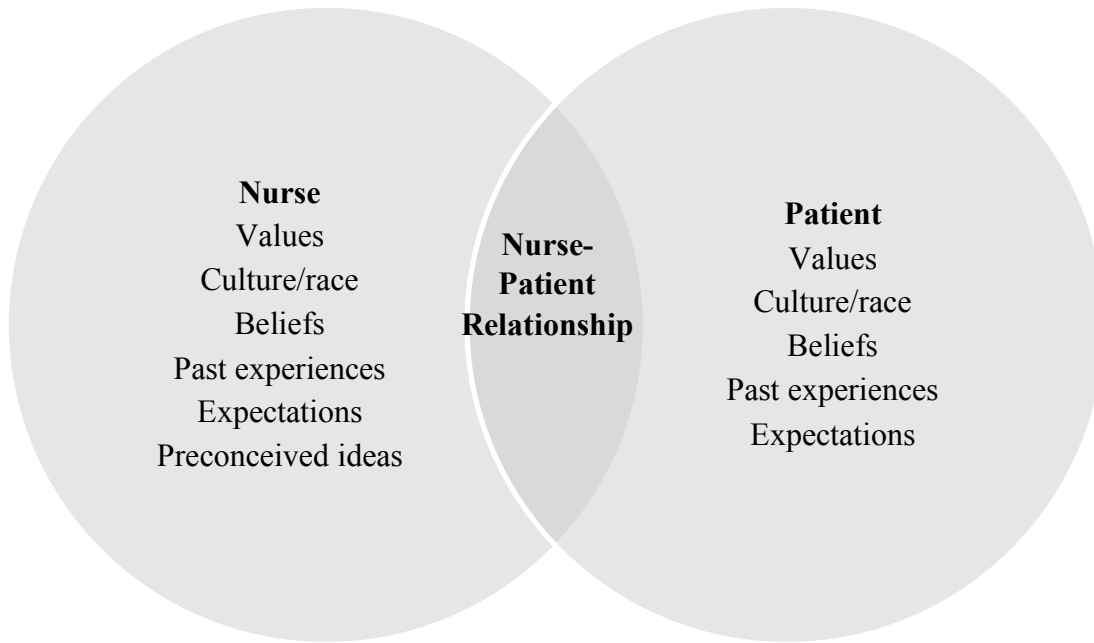 Nurse
Values
Culture/race
Beliefs
Past experiences
Expectations
Preconceived ideas
Nurse-
Patient
Relationship
Patient
Values
Culture/race
Beliefs
Past experiences
Expectations